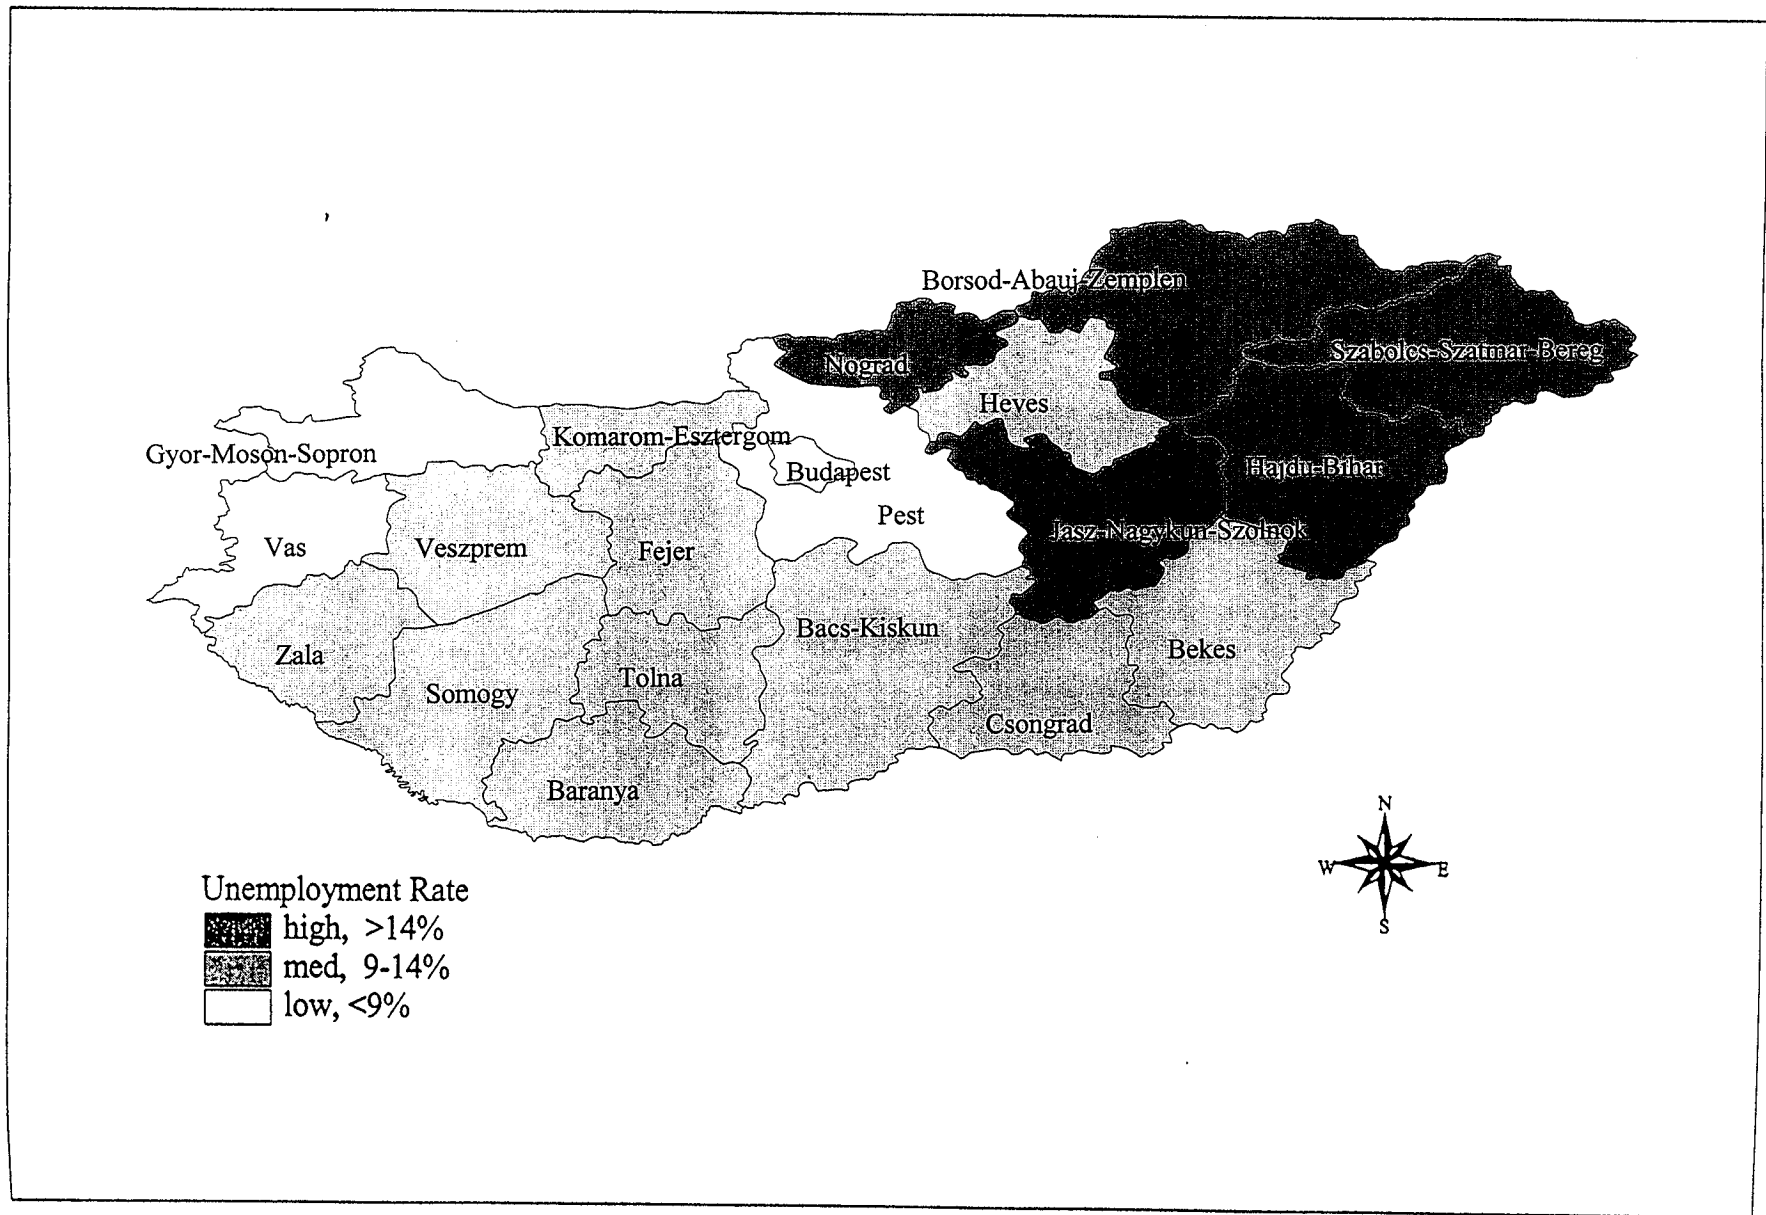 Borsod-Abauj-Zemplen
Nograd
Szabolcs-Szatmar-Bereg
Heves
Komarom-Esztergom
Gyor-Moson-Sopron
Budapest
Hajdu-Bihar
Pest
Jasz-Nagykun-Szolnok
Vas
Veszprem
Fejer
Bacs-Kiskun
Zala
Bekes
Tolna
Somogy
Csongrad
Baranya
N
W
E
S
Unemployment Rate
high, >14%
med, 9-14%
low, <9%